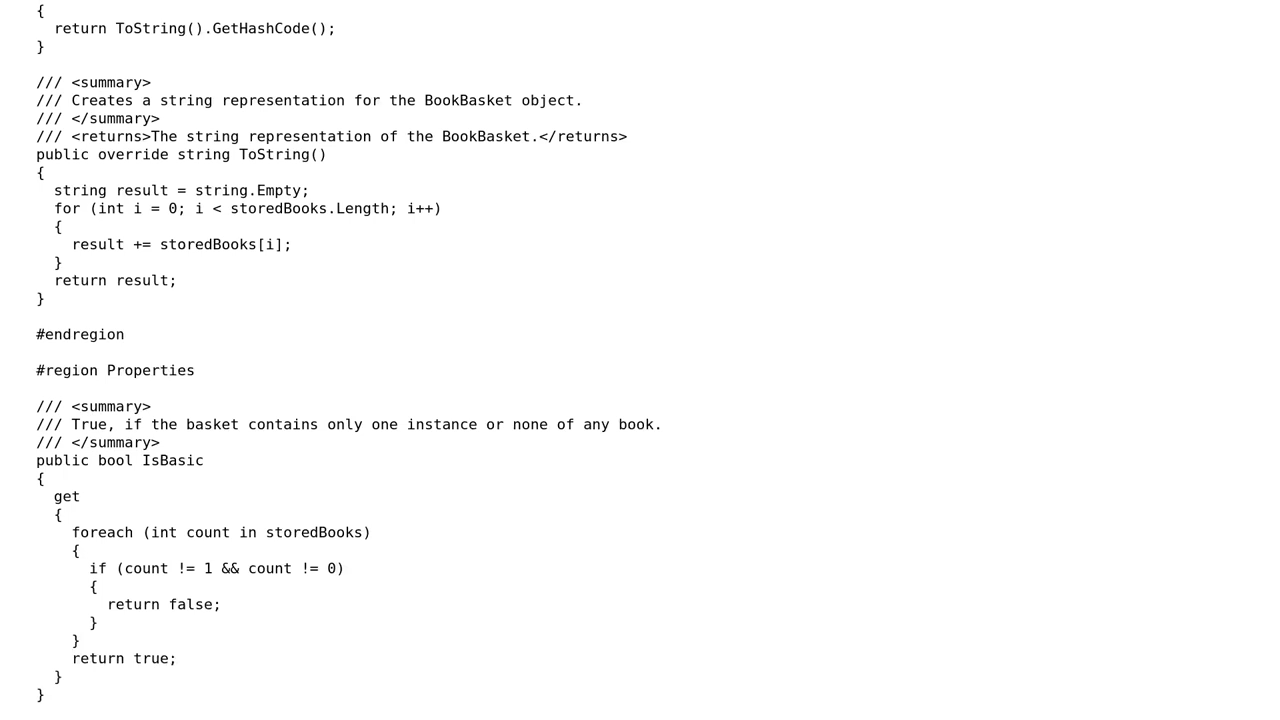 {
  return ToString().GetHashCode();
}

/// <summary>
/// Creates a string representation for the BookBasket object.
/// </summary>
/// <returns>The string representation of the BookBasket.</returns>
public override string ToString()
{
  string result = string.Empty;
  for (int i = 0; i < storedBooks.Length; i++)
  {
    result += storedBooks[i];
  }
  return result;
}

#endregion

#region Properties

/// <summary>
/// True, if the basket contains only one instance or none of any book.
/// </summary>
public bool IsBasic
{
  get
  {
    foreach (int count in storedBooks)
    {
      if (count != 1 && count != 0)
      {
        return false;
      }
    }
    return true;
  }
}